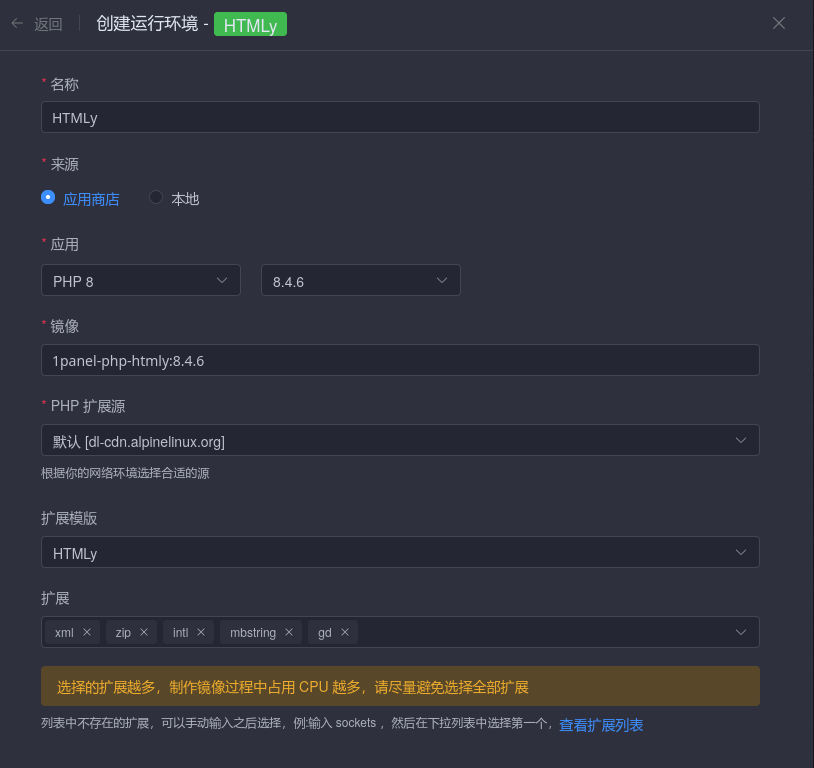 返回
创建运行环境 - HTMLy
* 名称
HTMLy
* 来源
应用商店 本地
* 应用
PHP 8 8.4.6
* 镜像
1panel-php-htmly:8.4.6
* PHP 扩展源
默认 [dl-cdn.alpinelinux.org]
根据你的网络环境选择合适的源
扩展模版
HTMLy
扩展
xml zip intl mbstring gd
选择的扩展越多，制作镜像过程中占用 CPU 越多，请尽量避免选择全部扩展
列表中不存在的扩展，可以手动输入之后选择，例:输入 sockets ，然后在下拉列表中选择第一个，查看扩展列表